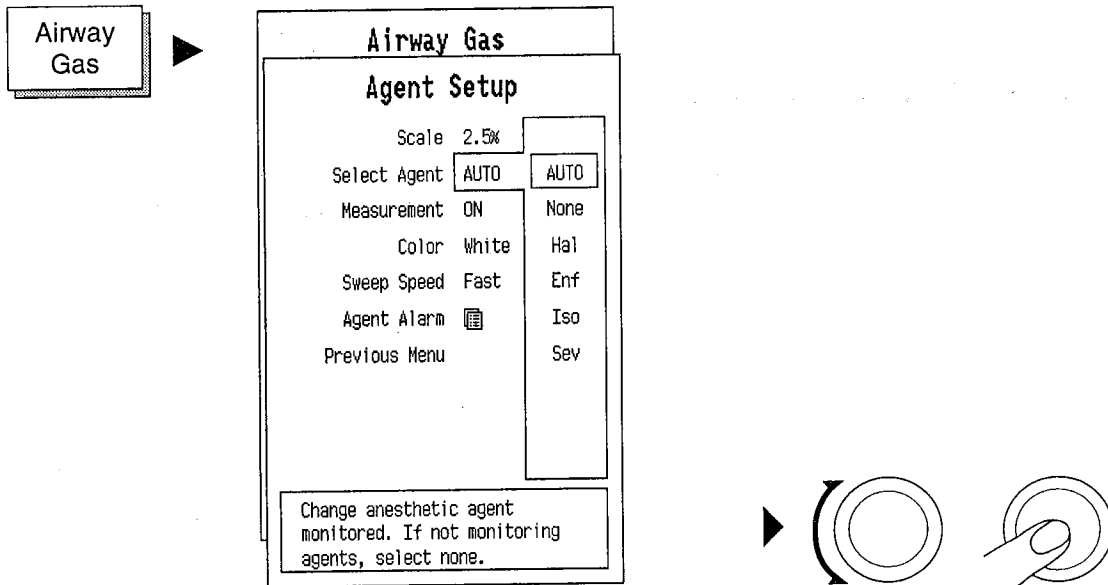 Airway
Gas
Airway Gas
Agent Setup
Scale 2.5%
Select Agent AUTO AUTO
Measurement ON None
Color White Hal
Sweep Speed Fast Enf
Agent Alarm Iso
Previous Menu Sev
Change anesthetic agent
monitored. If not monitoring
agents, select none.